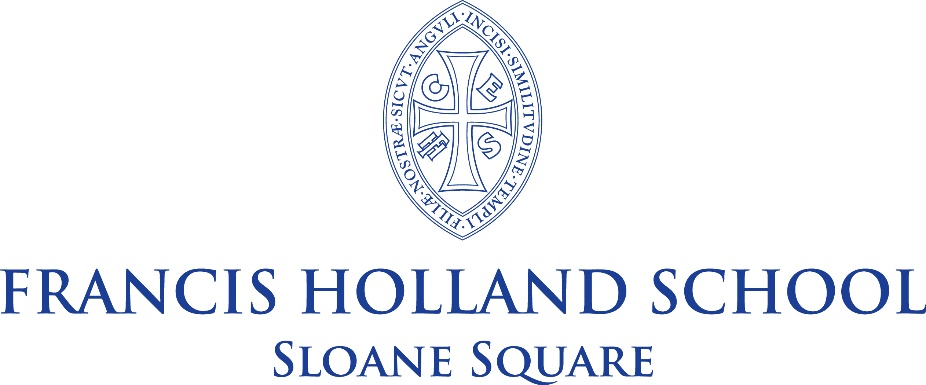 FILIÆ·NOSTRÆ·SICVT·ANGVLI·INCISI·SIMILITVDINE·TEMPLI·
C E
H S
FRANCIS HOLLAND SCHOOL
SLOANE SQUARE